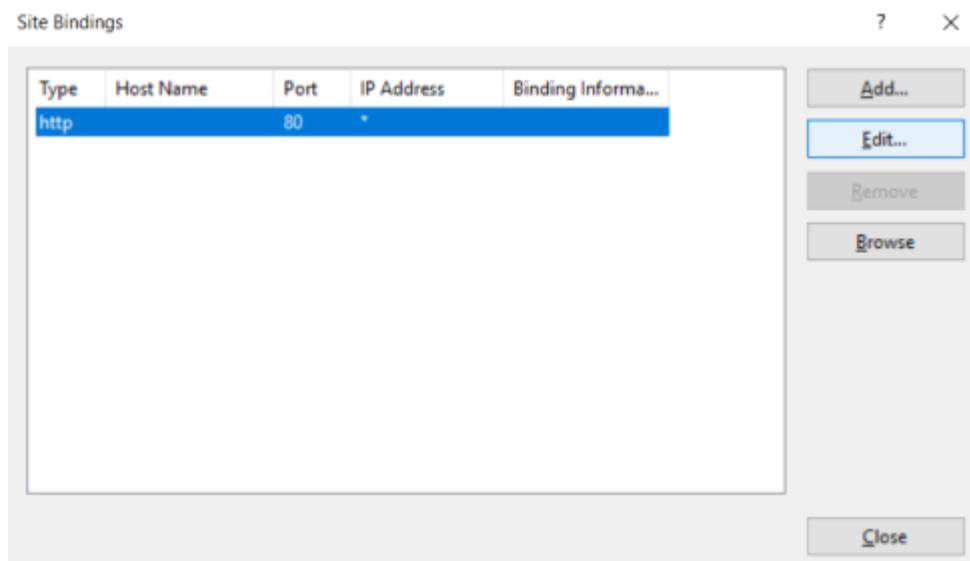 Site Bindings ?
Type Host Name Port IP Address Binding Informa...
http 80 *
Add...
Edit...
Remove
Browse
Close